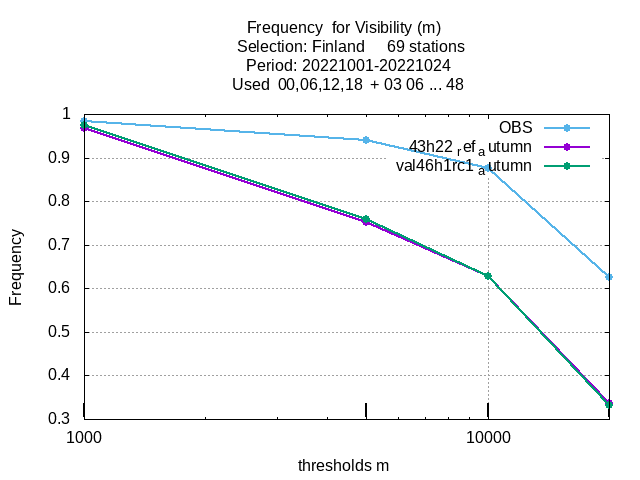 Frequency for Visibility (m)
Selection: Finland 69 stations
Period: 20221001-20221024
Used 00,06,12,18 + 03 06 ... 48
OBS
43h22_ref_autumn
val46h1rc1_autumn
1
0.9
0.8
0.7
0.6
0.5
0.4
0.3
Frequency
1000
10000
thresholds m